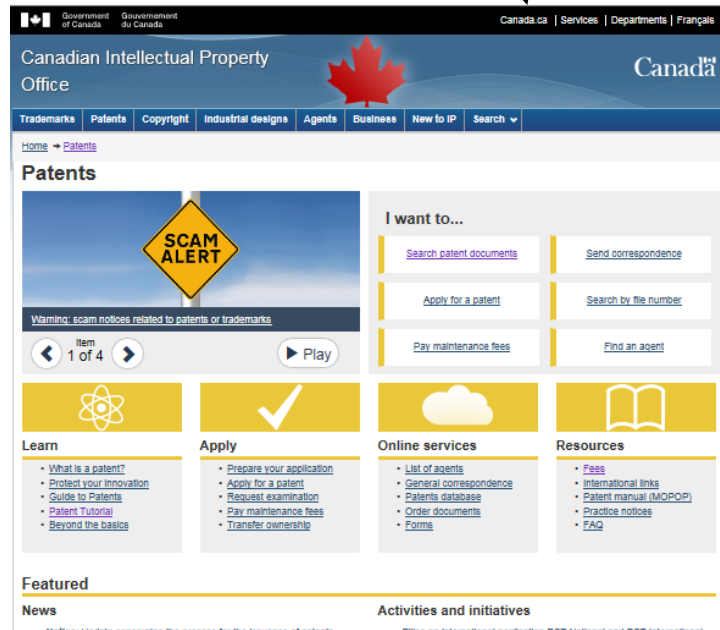 Government of Canada
Gouvernement du Canada
Canada.ca | Services | Departments | Français
Canadian Intellectual Property Office
Canada
Trademarks Patents Copyright Industrial designs Agents Business New to IP Search
Home → Patents
Patents
SCAM ALERT
Warning: scam notices related to patents or trademarks
Item
1 of 4
Play
I want to...
Search patent documents
Send correspondence
Apply for a patent
Search by file number
Pay maintenance fees
Find an agent
Learn
• What is a patent?
• Protect your innovation
• Guide to Patents
• Patent Tutorial
• Beyond the basics
Apply
• Prepare your application
• Apply for a patent
• Request examination
• Pay maintenance fees
• Transfer ownership
Online services
• List of agents
• General correspondence
• Patents database
• Order documents
• Forms
Resources
• Fees
• International links
• Patent manual (MOPOP)
• Practice notices
• FAQ
Featured
News
Activities and initiatives